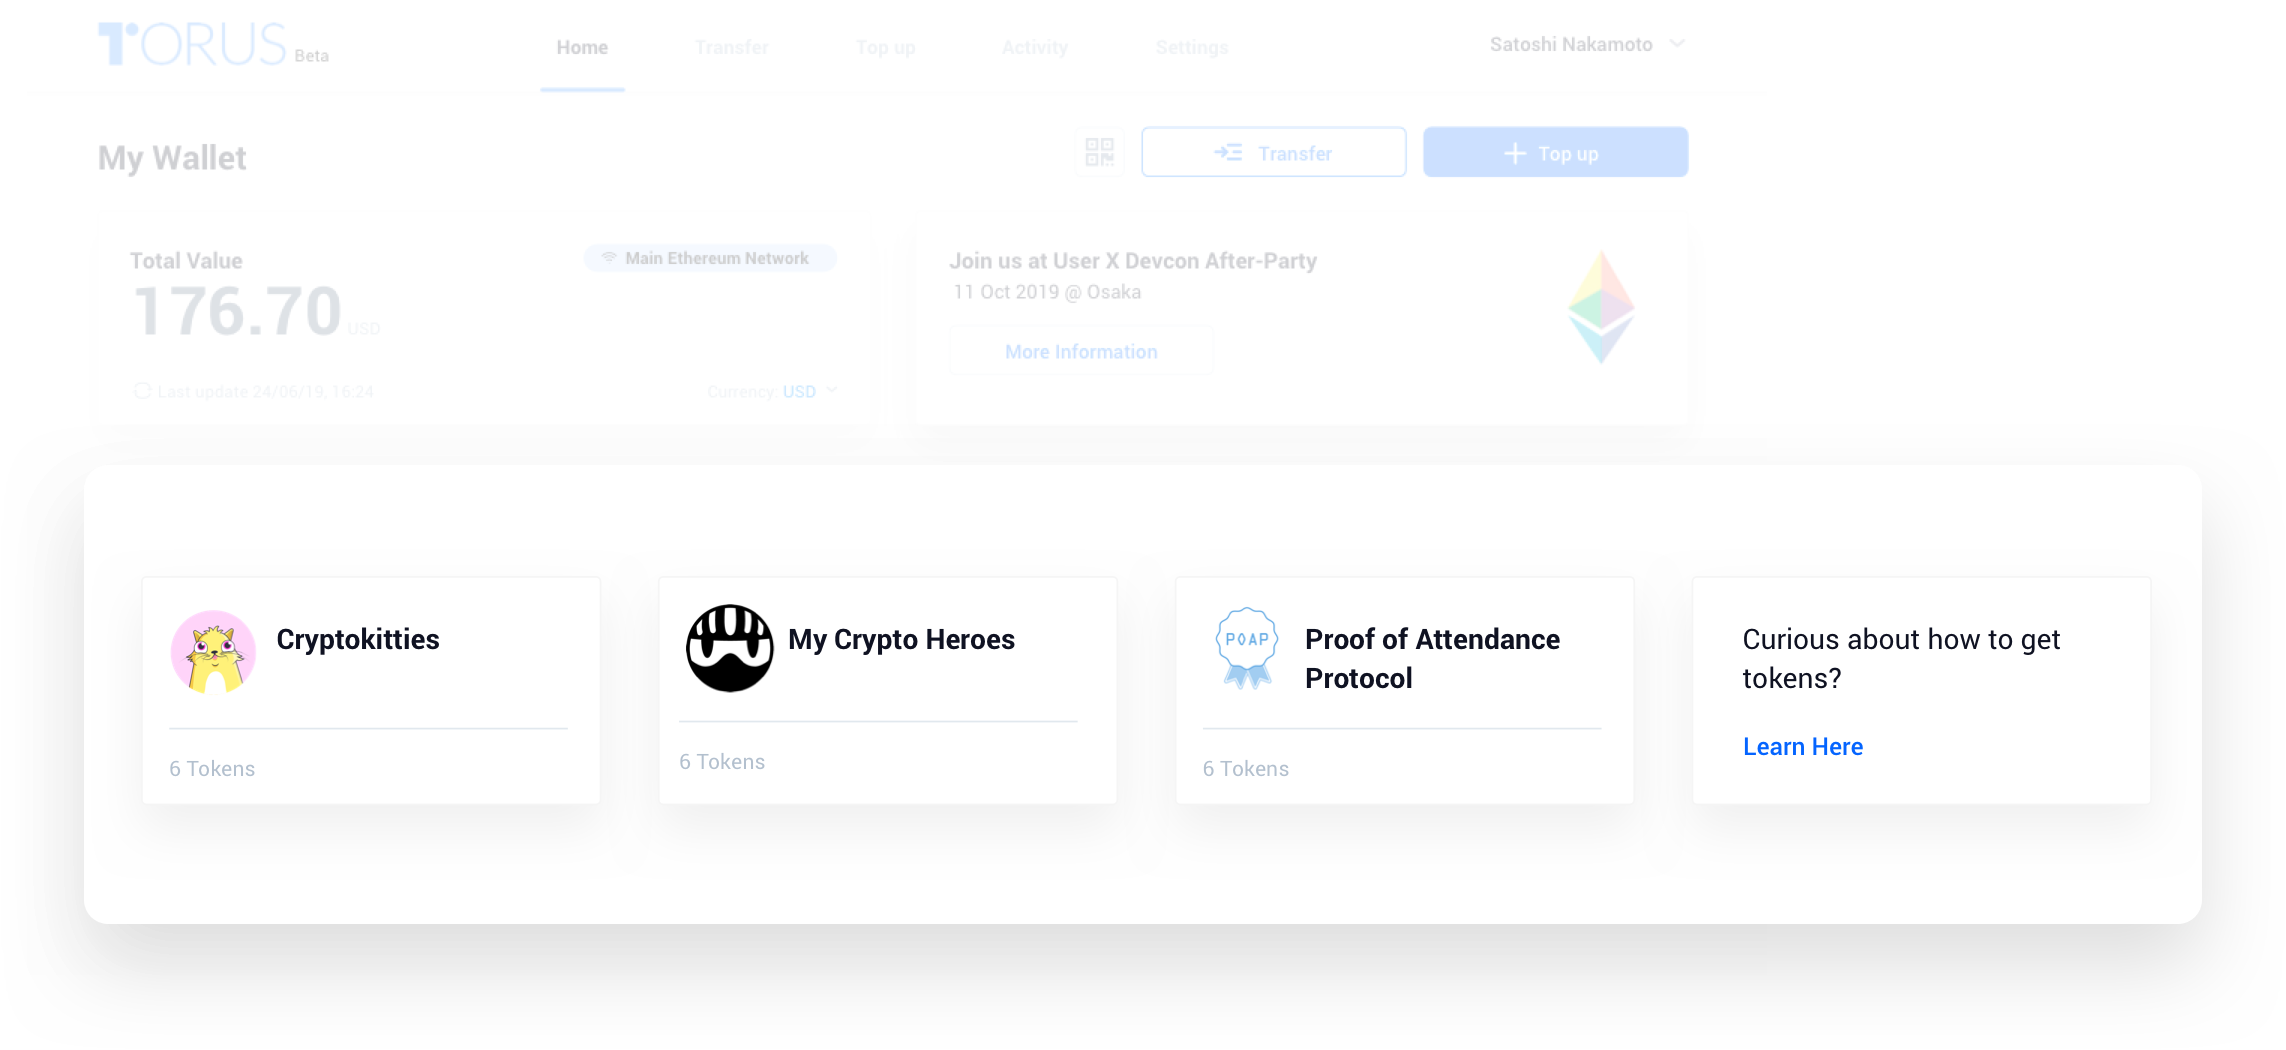 TORUS Beta
Home Transfer Top up Activity Settings
Satoshi Nakamoto
My Wallet
Transfer
Top up
Total Value
Main Ethereum Network
176.70 USD
Last update 24/06/19, 16:24
Currency: USD
Join us at User X Devcon After-Party
11 Oct 2019 @ Osaka
More Information
Cryptokitties
6 Tokens
My Crypto Heroes
6 Tokens
POAP
Proof of Attendance
Protocol
6 Tokens
Curious about how to get
tokens?
Learn Here